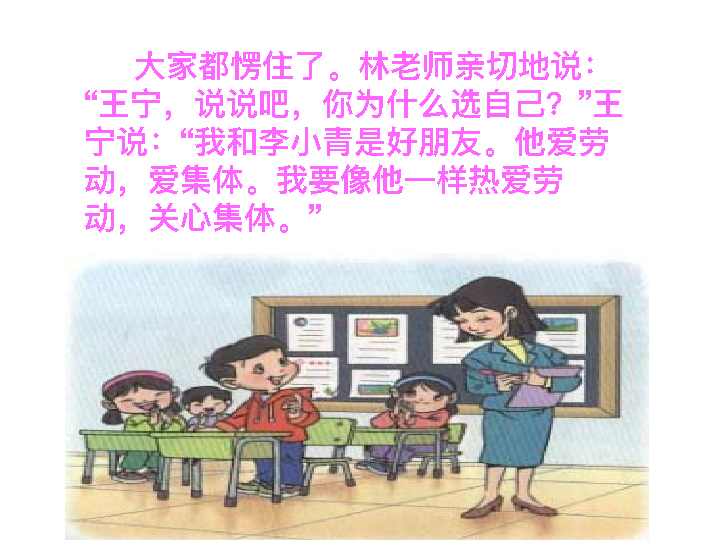 大家都愣住了。林老师亲切地说：
“王宁，说说吧，你为什么选自己？”王
宁说：“我和李小青是好朋友。他爱劳
动，爱集体。我要像他一样热爱劳
动，关心集体。”